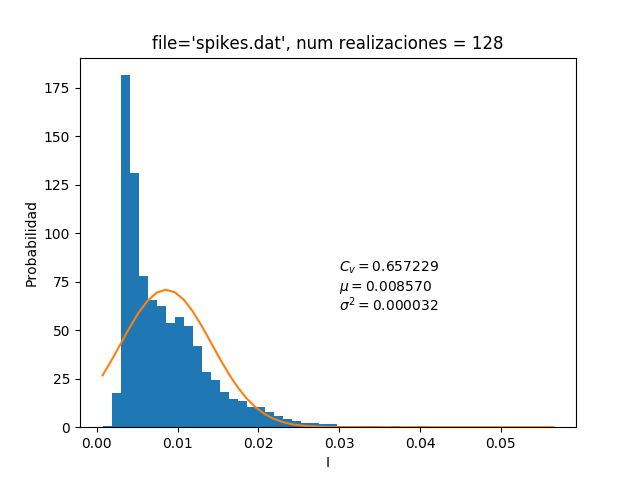 file='spikes.dat', num realizaciones = 128
175
150
125
100
75
50
25
0
Probabilidad
C_v = 0.657229
μ = 0.008570
σ² = 0.000032
0.00 0.01 0.02 0.03 0.04 0.05
I